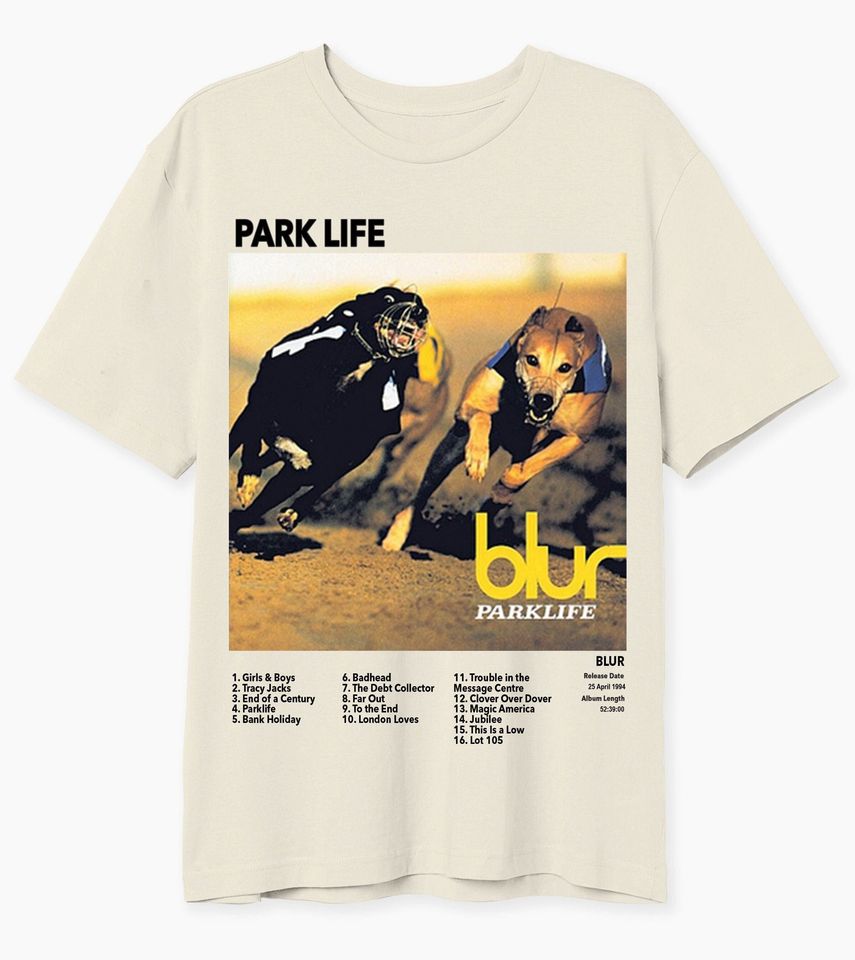 PARK LIFE
blur
PARKLIFE
BLUR
1. Girls & Boys
2. Tracy Jacks
3. End of a Century
4. Parklife
5. Bank Holiday
6. Badhead
7. The Debt Collector
8. Far Out
9. To the End
10. London Loves
11. Trouble in the
Message Centre
12. Clover Over Dover
13. Magic America
14. Jubilee
15. This Is a Low
16. Lot 105
Release Date
25 April 1994
Album Length
52:39:00